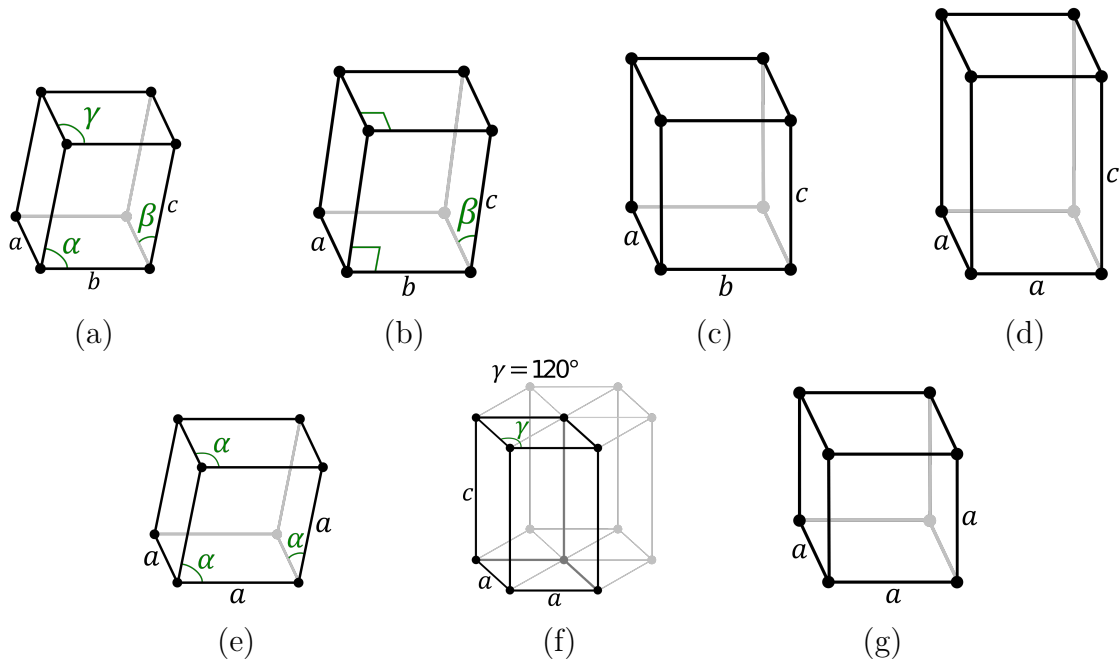 γ
a α β c
b
(a)
β
a c
b
(b)
a c
b
(c)
a c
a
(d)
α
a α α a
a
(e)
γ = 120°
γ
c
a a
(f)
a a
a
(g)